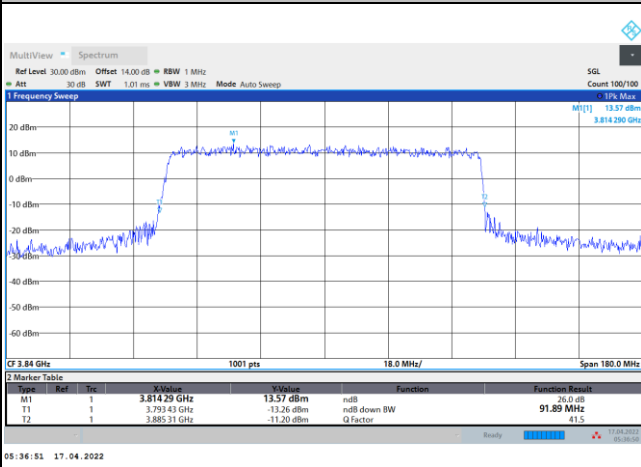 MultiView Spectrum
Ref Level 30.00 dBm Offset 14.00 dB RBW 1 MHz SGL
Att 30 dB SWT 1.01 ms VBW 3 MHz Mode Auto Sweep Count 100/100
1 Frequency Sweep 1Pk Max
M1[1] 13.57 dBm
3.814 290 GHz
20 dBm
M1
10 dBm
0 dBm
T1
T2
-10 dBm
-20 dBm
-30 dBm
-40 dBm
-50 dBm
-60 dBm
CF 3.84 GHz 1001 pts 18.0 MHz/ Span 180.0 MHz
2 Marker Table
Type Ref Trc X-Value Y-Value Function Function Result
M1 1 3.814 29 GHz 13.57 dBm ndB 26.0 dB
T1 1 3.793 43 GHz -13.26 dBm ndB down BW 91.89 MHz
T2 1 3.885 31 GHz -11.20 dBm Q Factor 41.5
Ready 17.04.2022
05:36:50
05:36:51 17.04.2022